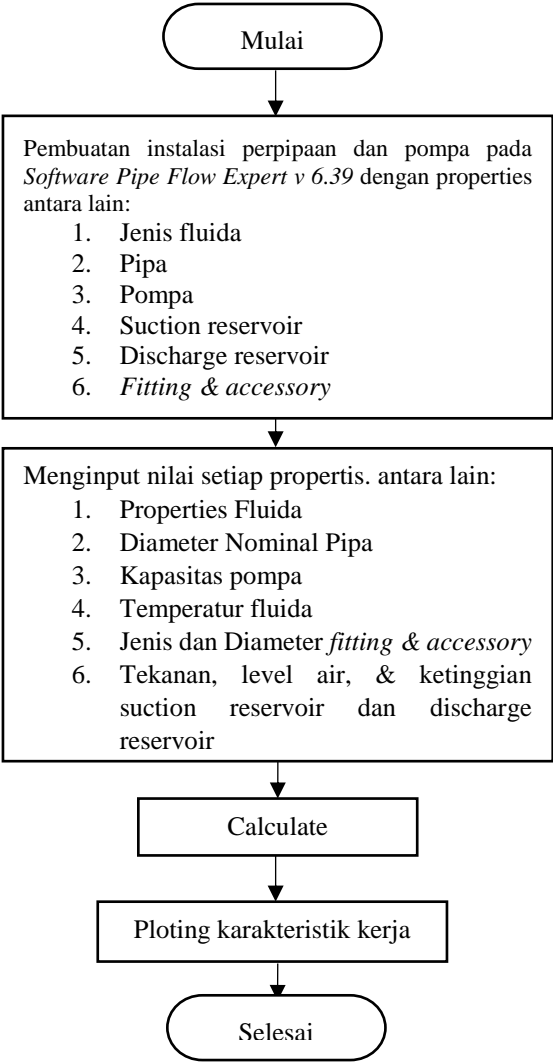 Mulai
Pembuatan instalasi perpipaan dan pompa pada
Software Pipe Flow Expert v 6.39 dengan properties
antara lain:
1. Jenis fluida
2. Pipa
3. Pompa
4. Suction reservoir
5. Discharge reservoir
6. Fitting & accessory
Menginput nilai setiap propertis. antara lain:
1. Properties Fluida
2. Diameter Nominal Pipa
3. Kapasitas pompa
4. Temperatur fluida
5. Jenis dan Diameter fitting & accessory
6. Tekanan, level air, & ketinggian
suction reservoir dan discharge
reservoir
Calculate
Ploting karakteristik kerja
Selesai